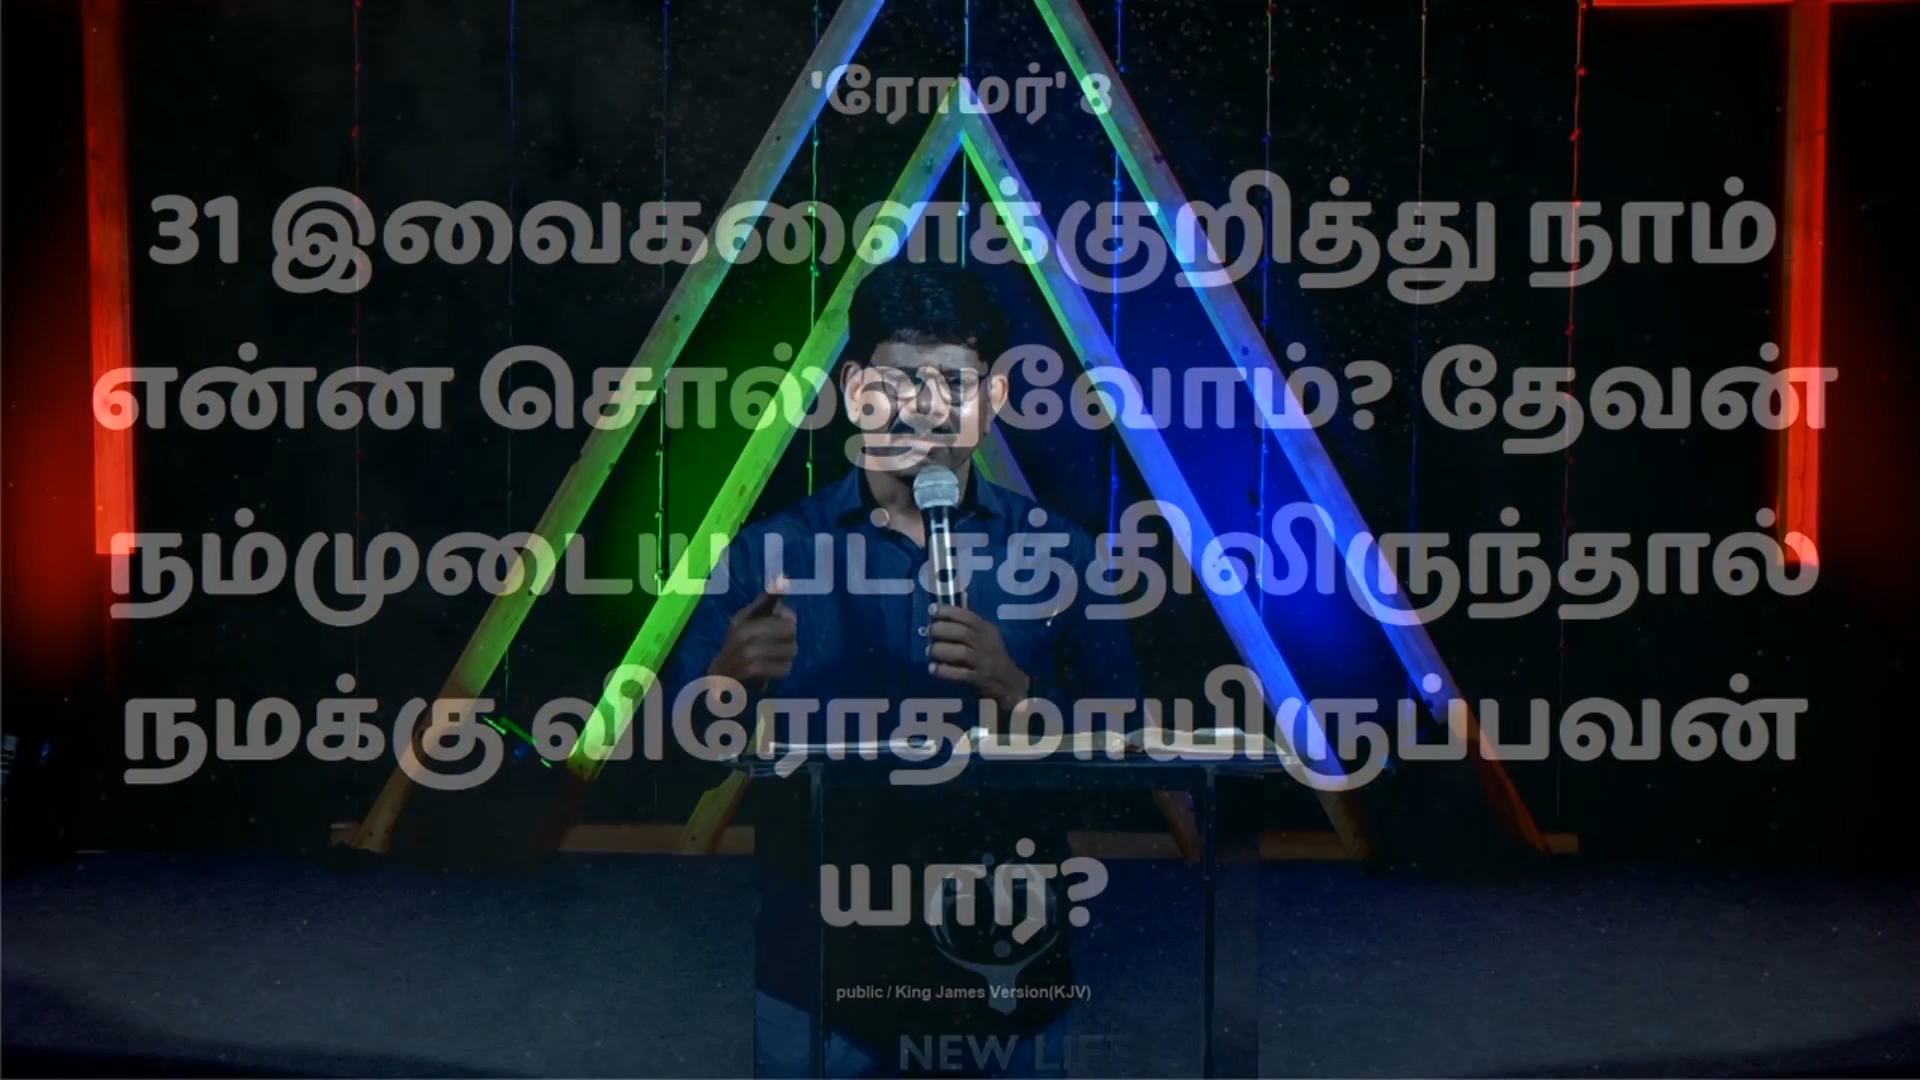 'ரோமர்' 8
31 இவைகளைக்குறித்து நாம்
என்ன சொல்லுவோம்? தேவன்
நம்முடைய பட்சத்திலிருந்தால்
நமக்கு விரோதமாயிருப்பவன்
யார்?
public / King James Version(KJV)
NEW LIFE